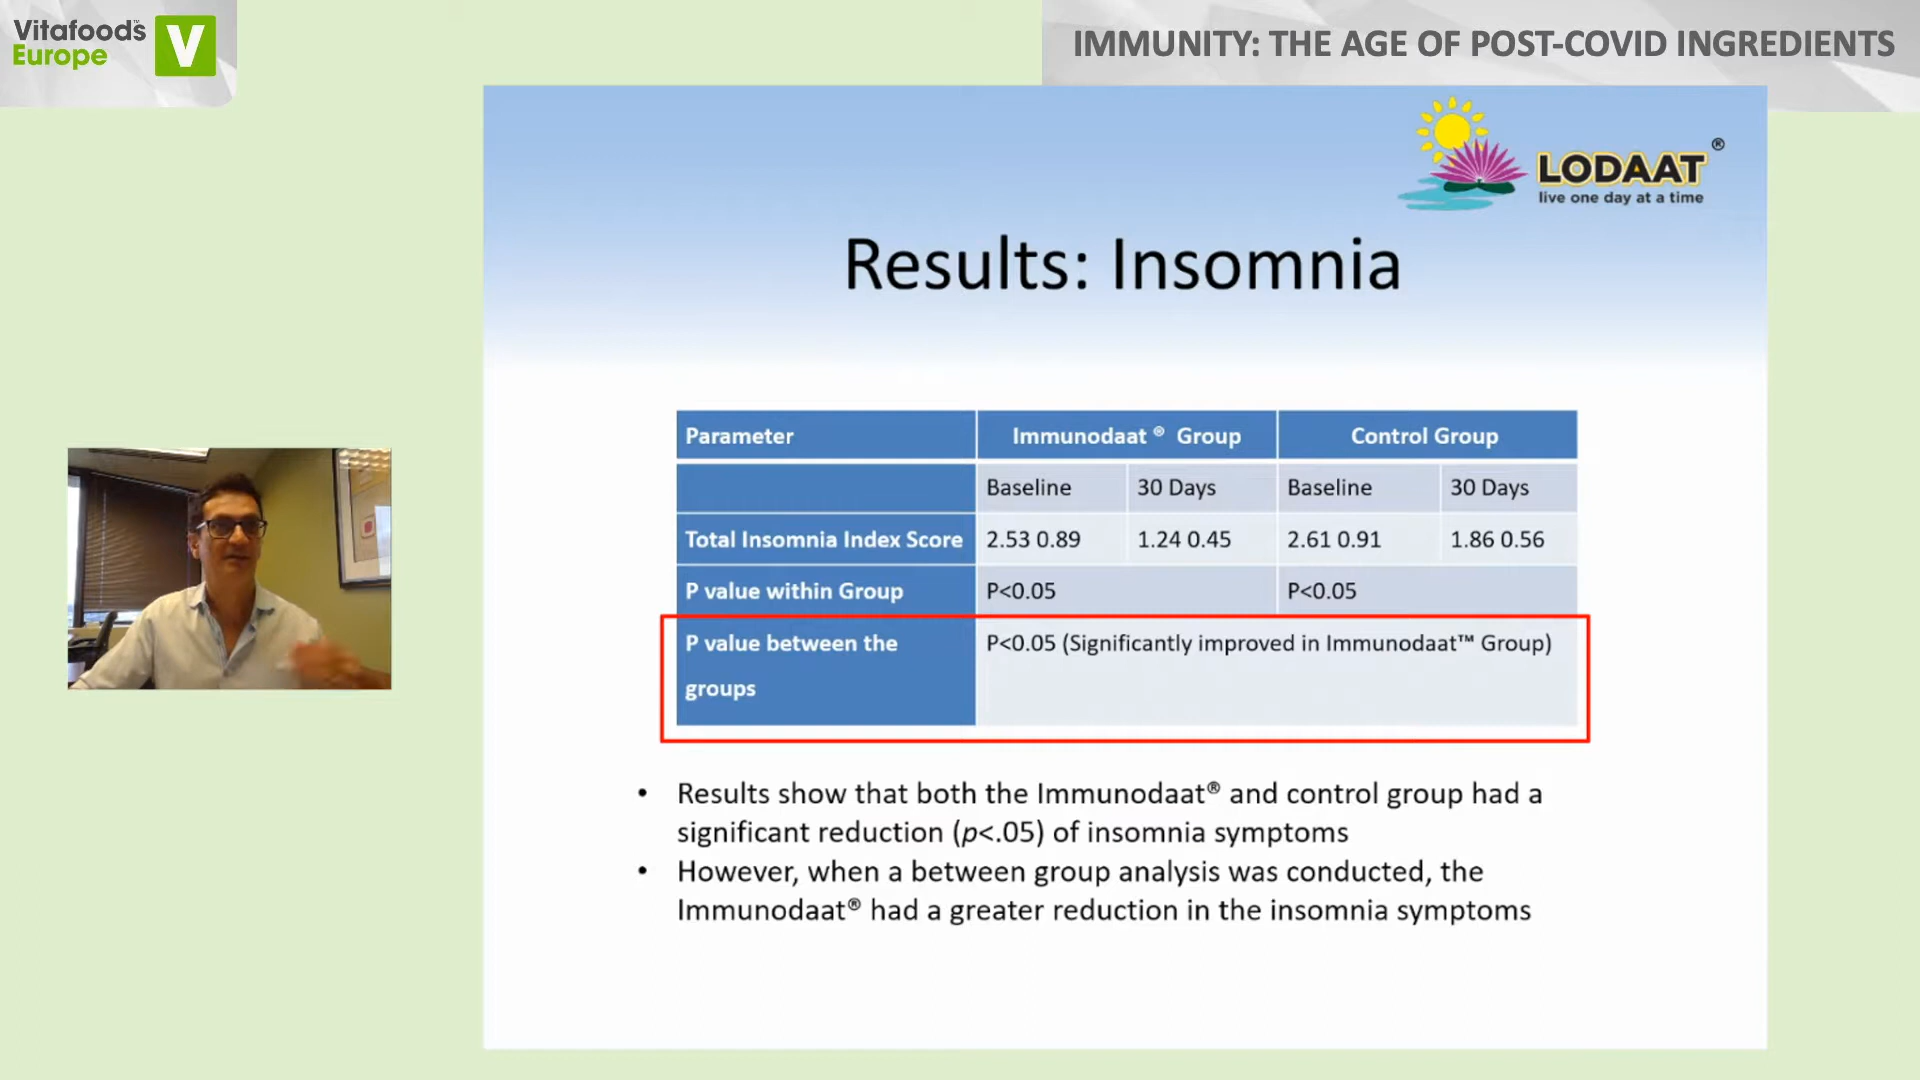 Vitafoods™
Europe
V
IMMUNITY: THE AGE OF POST-COVID INGREDIENTS
LODAAT ®
live one day at a time
Results: Insomnia
Parameter Immunodaat ® Group Control Group
Baseline 30 Days Baseline 30 Days
Total Insomnia Index Score 2.53 0.89 1.24 0.45 2.61 0.91 1.86 0.56
P value within Group P<0.05 P<0.05
P value between the P<0.05 (Significantly improved in Immunodaat™ Group)
groups
• Results show that both the Immunodaat® and control group had a
significant reduction (p<.05) of insomnia symptoms
• However, when a between group analysis was conducted, the
Immunodaat® had a greater reduction in the insomnia symptoms